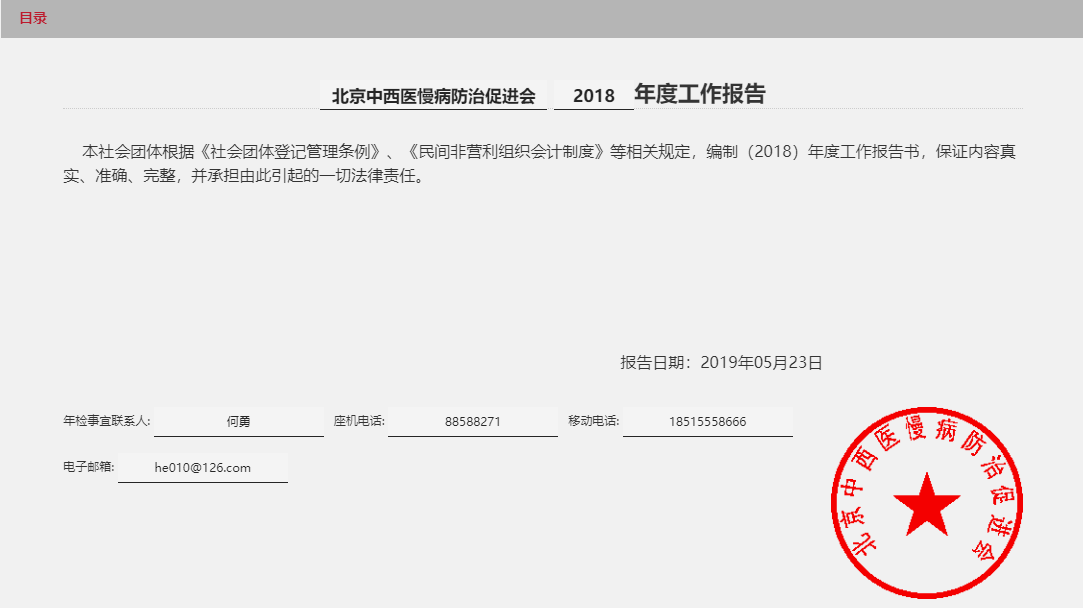 目录
北京中西医慢病防治促进会 2018 年度工作报告
本社会团体根据《社会团体登记管理条例》、《民间非营利组织会计制度》等相关规定，编制（2018）年度工作报告书，保证内容真
实、准确、完整，并承担由此引起的一切法律责任。
报告日期：2019年05月23日
年检事宜联系人: 何勇 座机电话: 88588271 移动电话: 18515558666
电子邮箱: he010@126.com
北京中西医慢病防治促进会